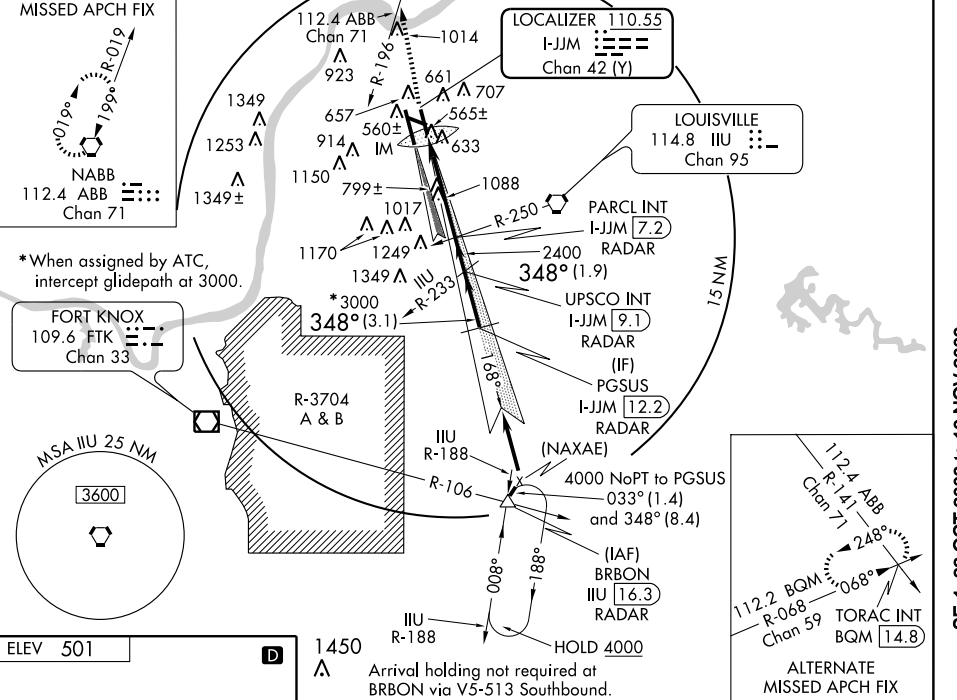 MISSED APCH FIX
R-019
019°
199°
NABB
112.4 ABB
Chan 71
112.4 ABB
Chan 71
R-196
1014
923
LOCALIZER 110.55
I-JJM
Chan 42 (Y)
661
707
657
565±
560±
IM
633
1349
1253
914
1150
1349±
799±
1088
LOUISVILLE
114.8 IIU
Chan 95
R-250
1017
1170
1249
1349
PARCL INT
I-JJM 7.2
RADAR
2400
348° (1.9)
IIU
R-233
*3000
348° (3.1)
UPSCO INT
I-JJM 9.1
RADAR
15 NM
*When assigned by ATC,
intercept glidepath at 3000.
FORT KNOX
109.6 FTK
Chan 33
R-3704
A & B
168°
(IF)
PGSUS
I-JJM 12.2
RADAR
MSA IIU 25 NM
3600
IIU
R-188
R-106
(NAXAE)
4000 NoPT to PGSUS
033° (1.4)
and 348° (8.4)
(IAF)
BRBON
IIU 16.3
RADAR
008°
188°
IIU
R-188
HOLD 4000
112.4 ABB
R-141
Chan 71
248°
068°
112.2 BQM
R-068
Chan 59
TORAC INT
BQM 14.8
ALTERNATE
MISSED APCH FIX
ELEV 501
D
1450
Arrival holding not required at
BRBON via V5-513 Southbound.